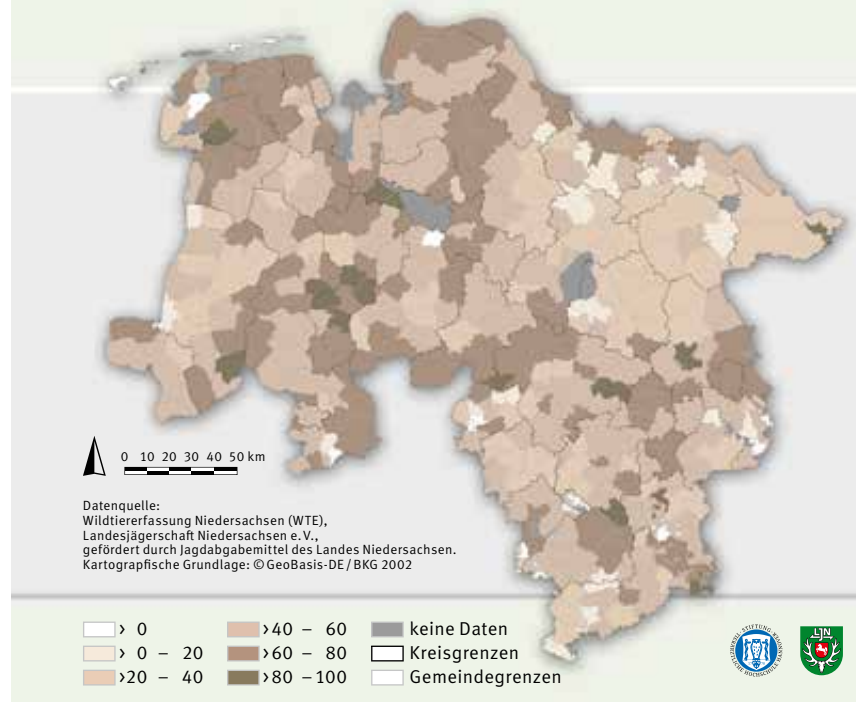 0 10 20 30 40 50 km
Datenquelle:
Wildtiererfassung Niedersachsen (WTE),
Landesjägerschaft Niedersachsen e. V.,
gefördert durch Jagdabgabemittel des Landes Niedersachsen.
Kartografische Grundlage: © GeoBasis-DE / BKG 2002
> 0
> 0 – 20
>20 – 40
>40 – 60
>60 – 80
>80 –100
keine Daten
Kreisgrenzen
Gemeindegrenzen
LJN